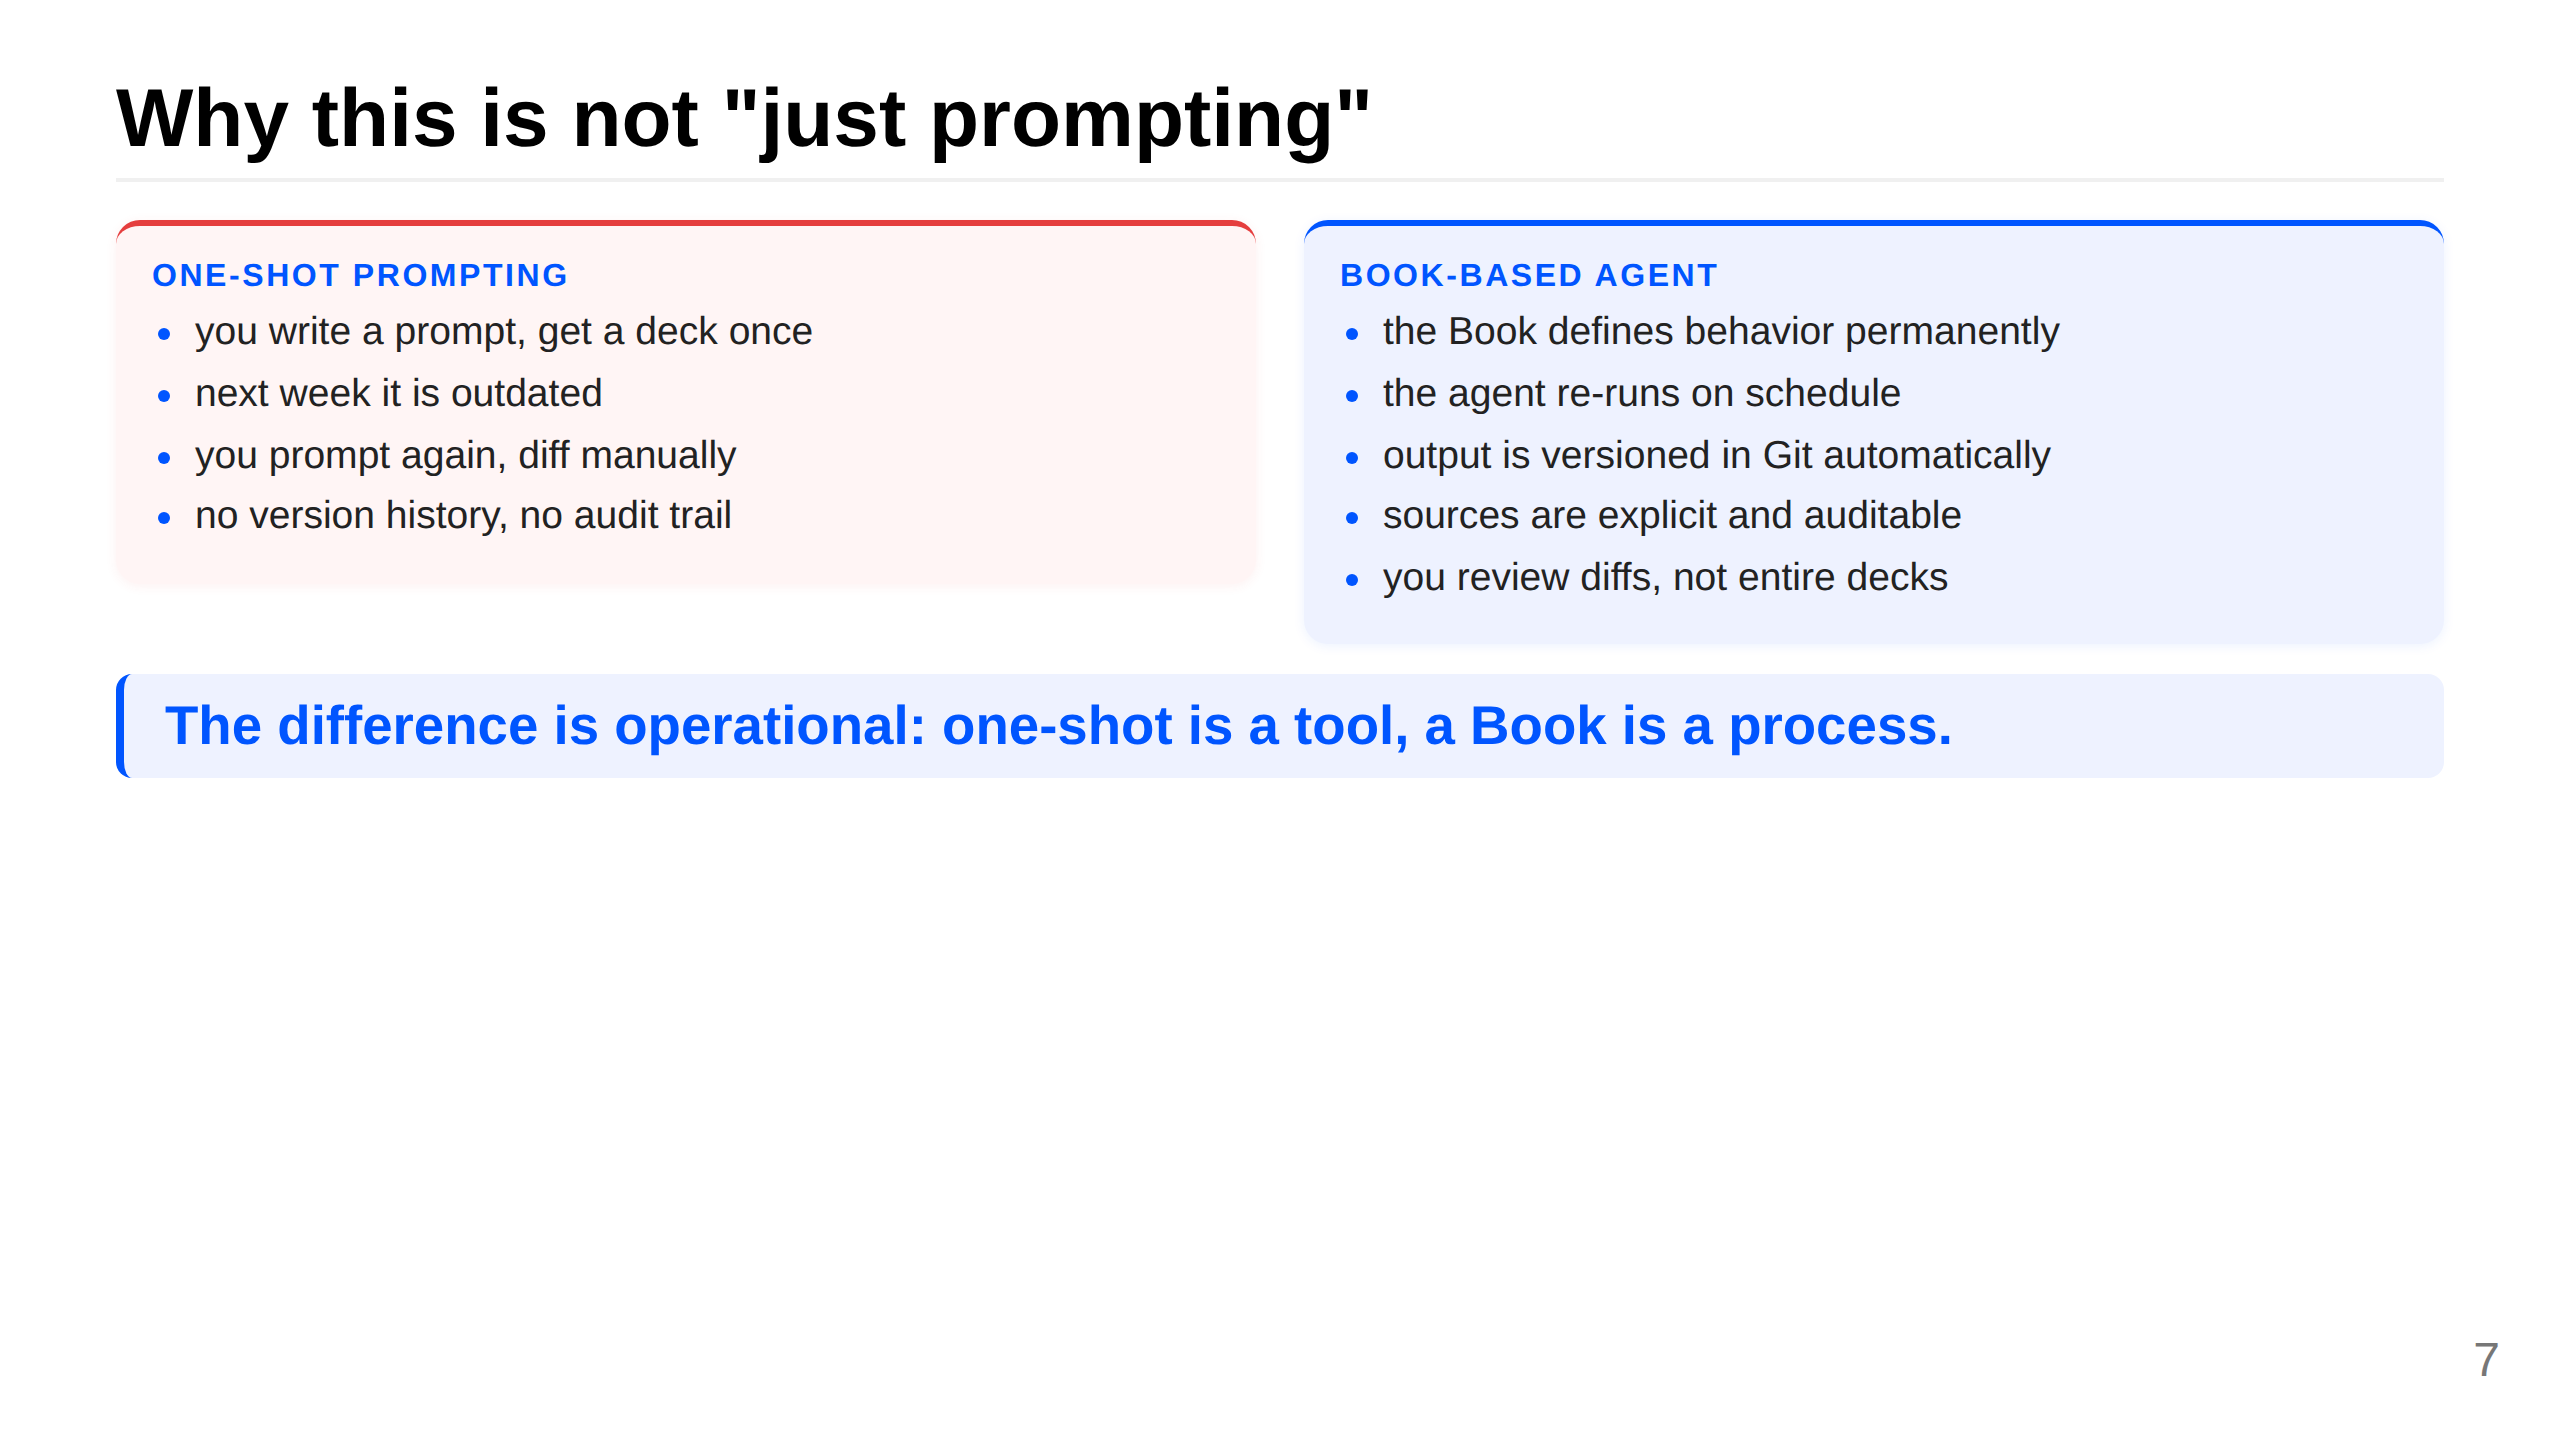 Why this is not "just prompting"
ONE-SHOT PROMPTING
you write a prompt, get a deck once
next week it is outdated
you prompt again, diff manually
no version history, no audit trail
BOOK-BASED AGENT
the Book defines behavior permanently
the agent re-runs on schedule
output is versioned in Git automatically
sources are explicit and auditable
you review diffs, not entire decks
The difference is operational: one-shot is a tool, a Book is a process.
7